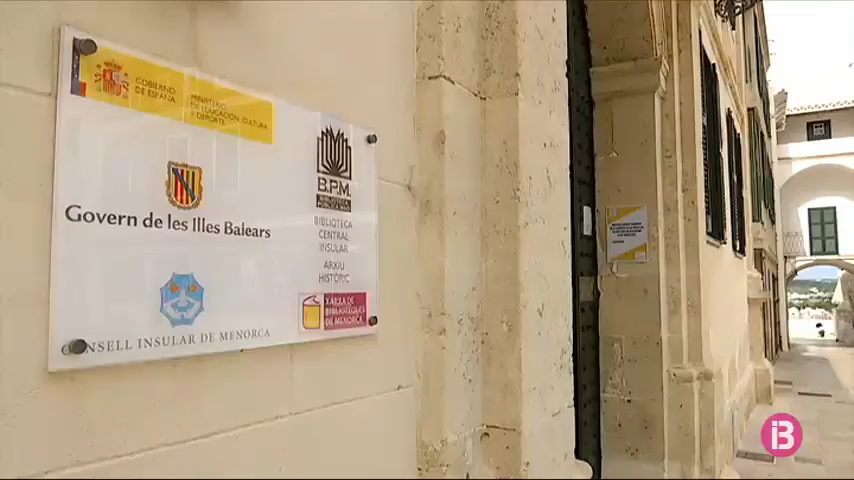 GOBIERNO
DE ESPAÑA
MINISTERIO
DE EDUCACIÓN, CULTURA
Y DEPORTE
Govern de les Illes Balears
CONSELL INSULAR DE MENORCA
B.P.M.
BIBLIOTECA
CENTRAL
INSULAR
ARXIU
HISTÒRIC
XARXA DE
BIBLIOTEQUES
DE MENORCA
IB